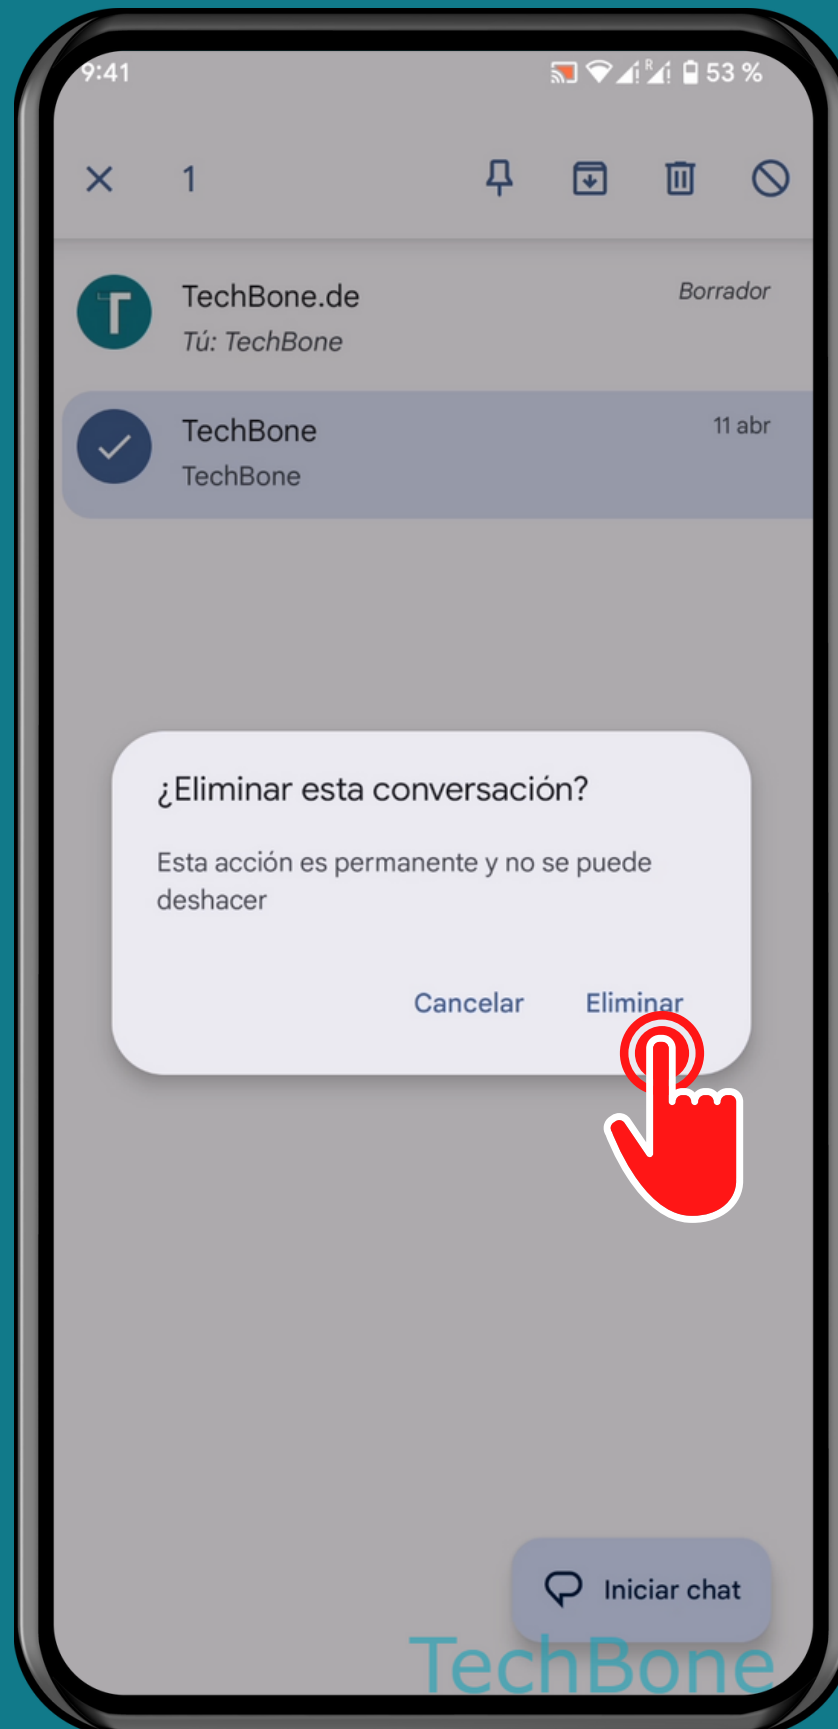 9:41
R
53 %
1
T
TechBone.de
Borrador
Tú: TechBone
TechBone
11 abr
TechBone
¿Eliminar esta conversación?
Esta acción es permanente y no se puede
deshacer
Cancelar
Eliminar
Iniciar chat
TechBone